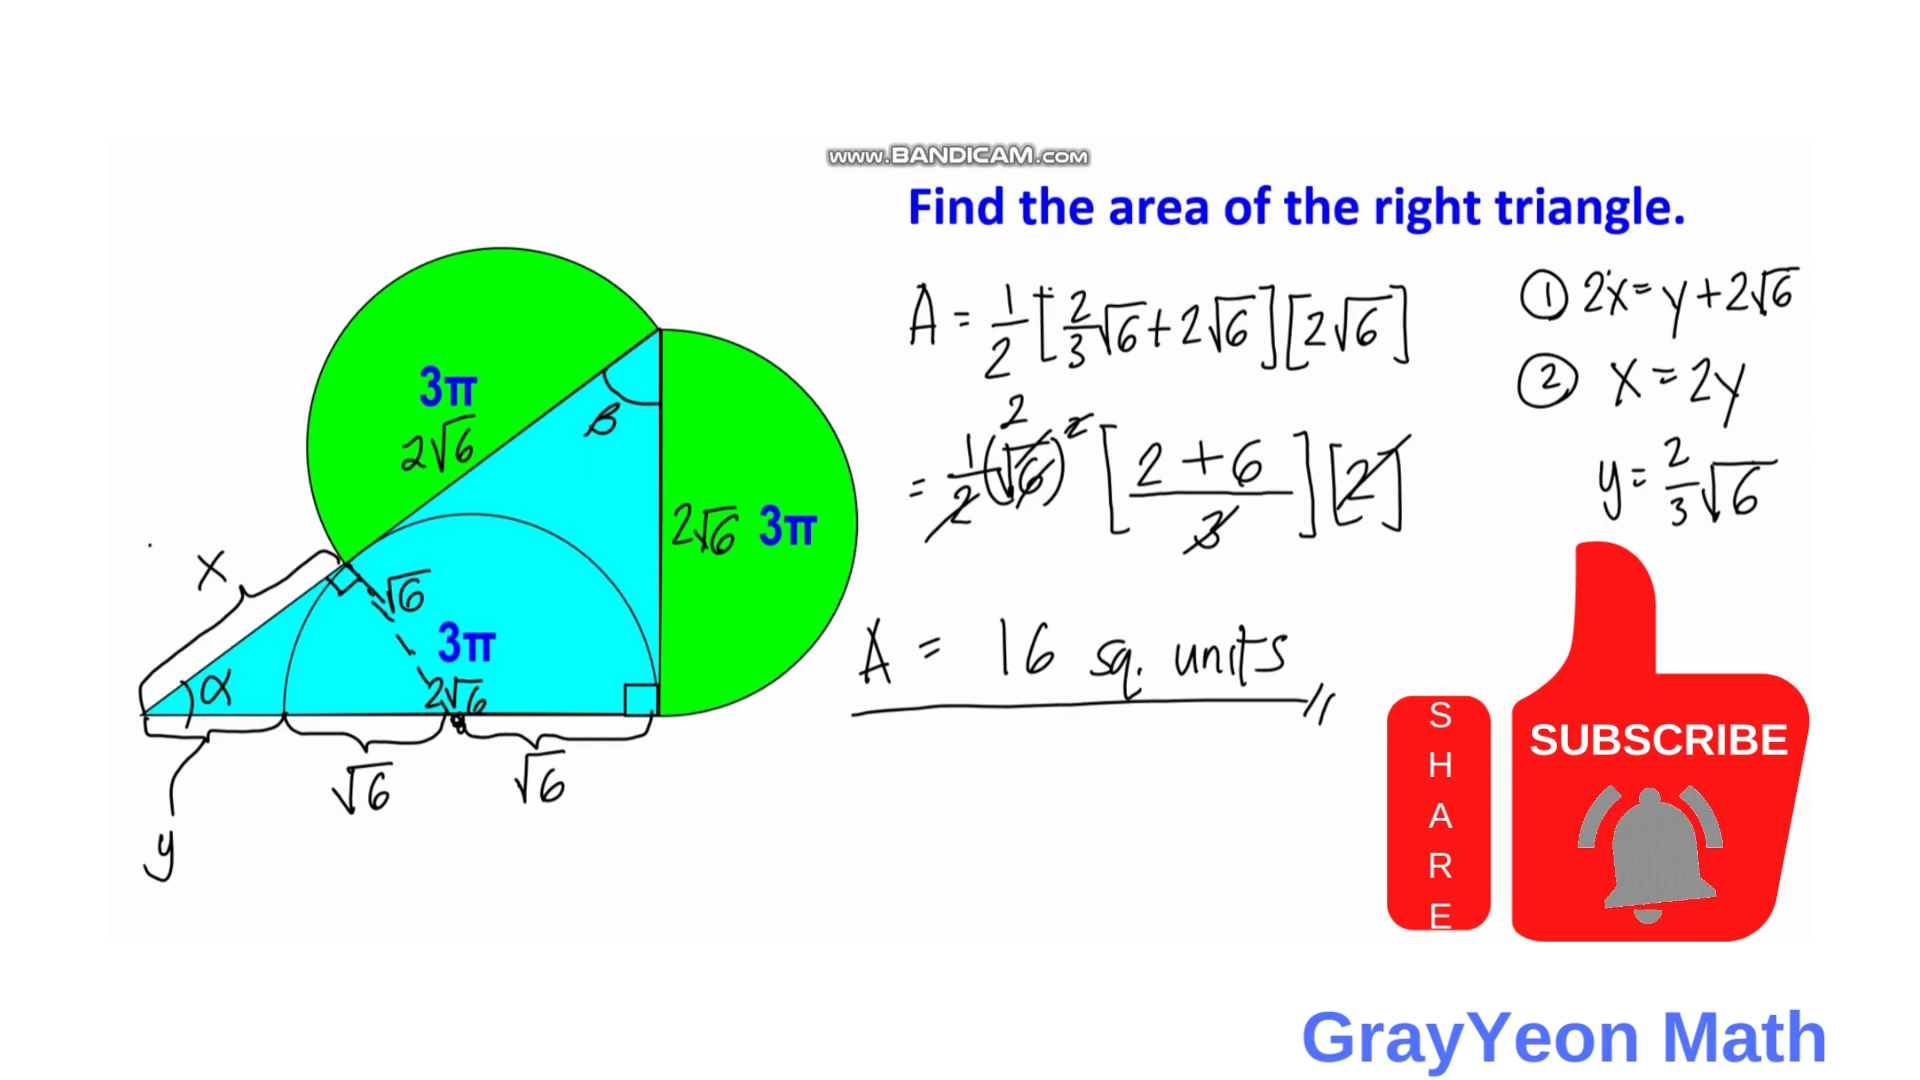 www.BANDICAM.com
Find the area of the right triangle.
A = 1/2 [2/3√6 + 2√6][2√6]
① 2x = y + 2√6
② x = 2y
= 1/2 (√6)² [2 + 6 / 3][2]
2
y = 2/3 √6
A = 16 sq. units
3π
2√6
β
2√6 3π
x
√6
3π
α
2√6
√6
√6
y
SHARE
SUBSCRIBE
GrayYeon Math